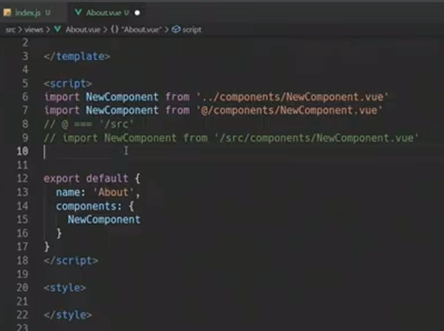 index.js U
About.vue U
src > views > About.vue > {} "About.vue" > script
2
3 </template>
4
5 <script>
6 import NewComponent from '../components/NewComponent.vue'
7 import NewComponent from '@/components/NewComponent.vue'
8 // @ === '/src'
9 // import NewComponent from '/src/components/NewComponent.vue'
10
11
12 export default {
13 name: 'About',
14 components: {
15 NewComponent
16 }
17 }
18 </script>
19
20 <style>
21
22 </style>
23